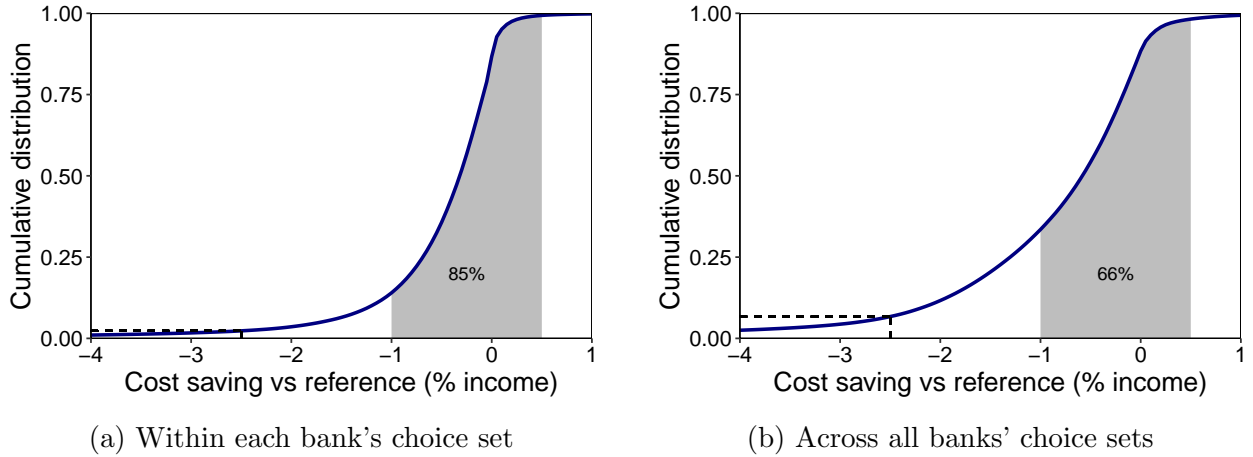 1.00
0.75
0.50
0.25
0.00
Cumulative distribution
85%
−4 −3 −2 −1 0 1
Cost saving vs reference (% income)
(a) Within each bank's choice set
1.00
0.75
0.50
0.25
0.00
Cumulative distribution
66%
−4 −3 −2 −1 0 1
Cost saving vs reference (% income)
(b) Across all banks' choice sets